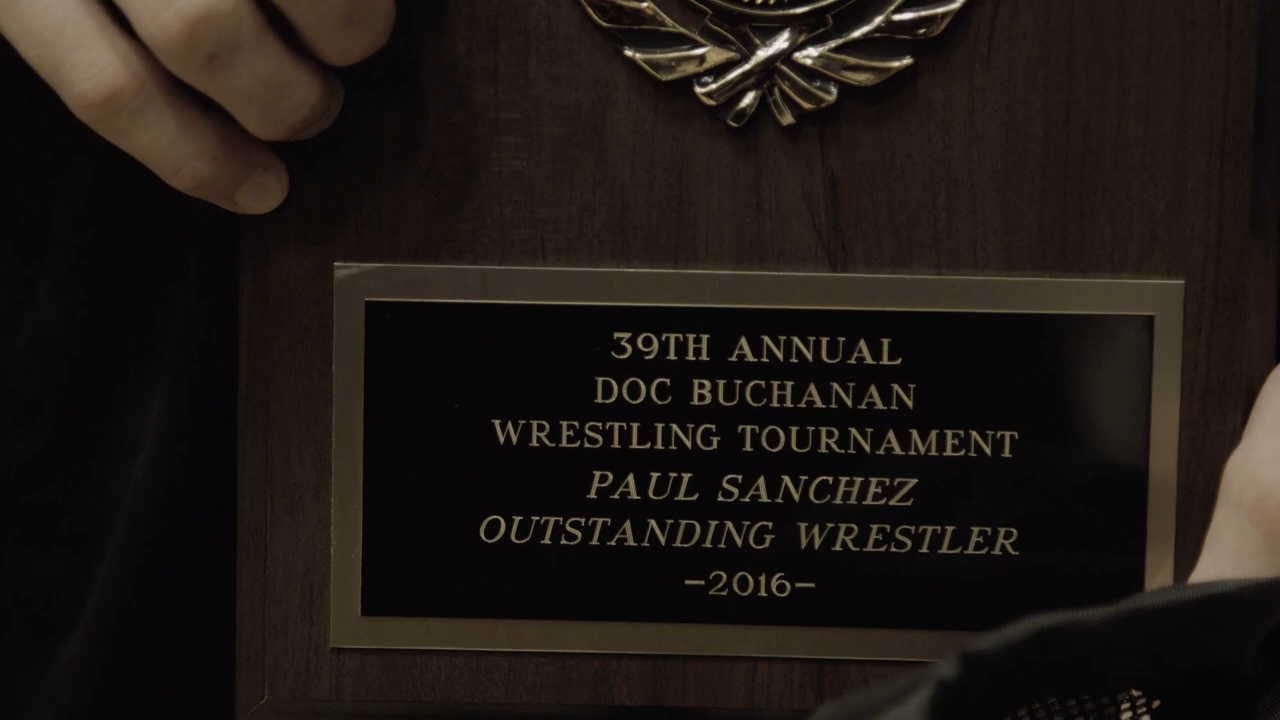 39TH ANNUAL
DOC BUCHANAN
WRESTLING TOURNAMENT
PAUL SANCHEZ
OUTSTANDING WRESTLER
-2016-